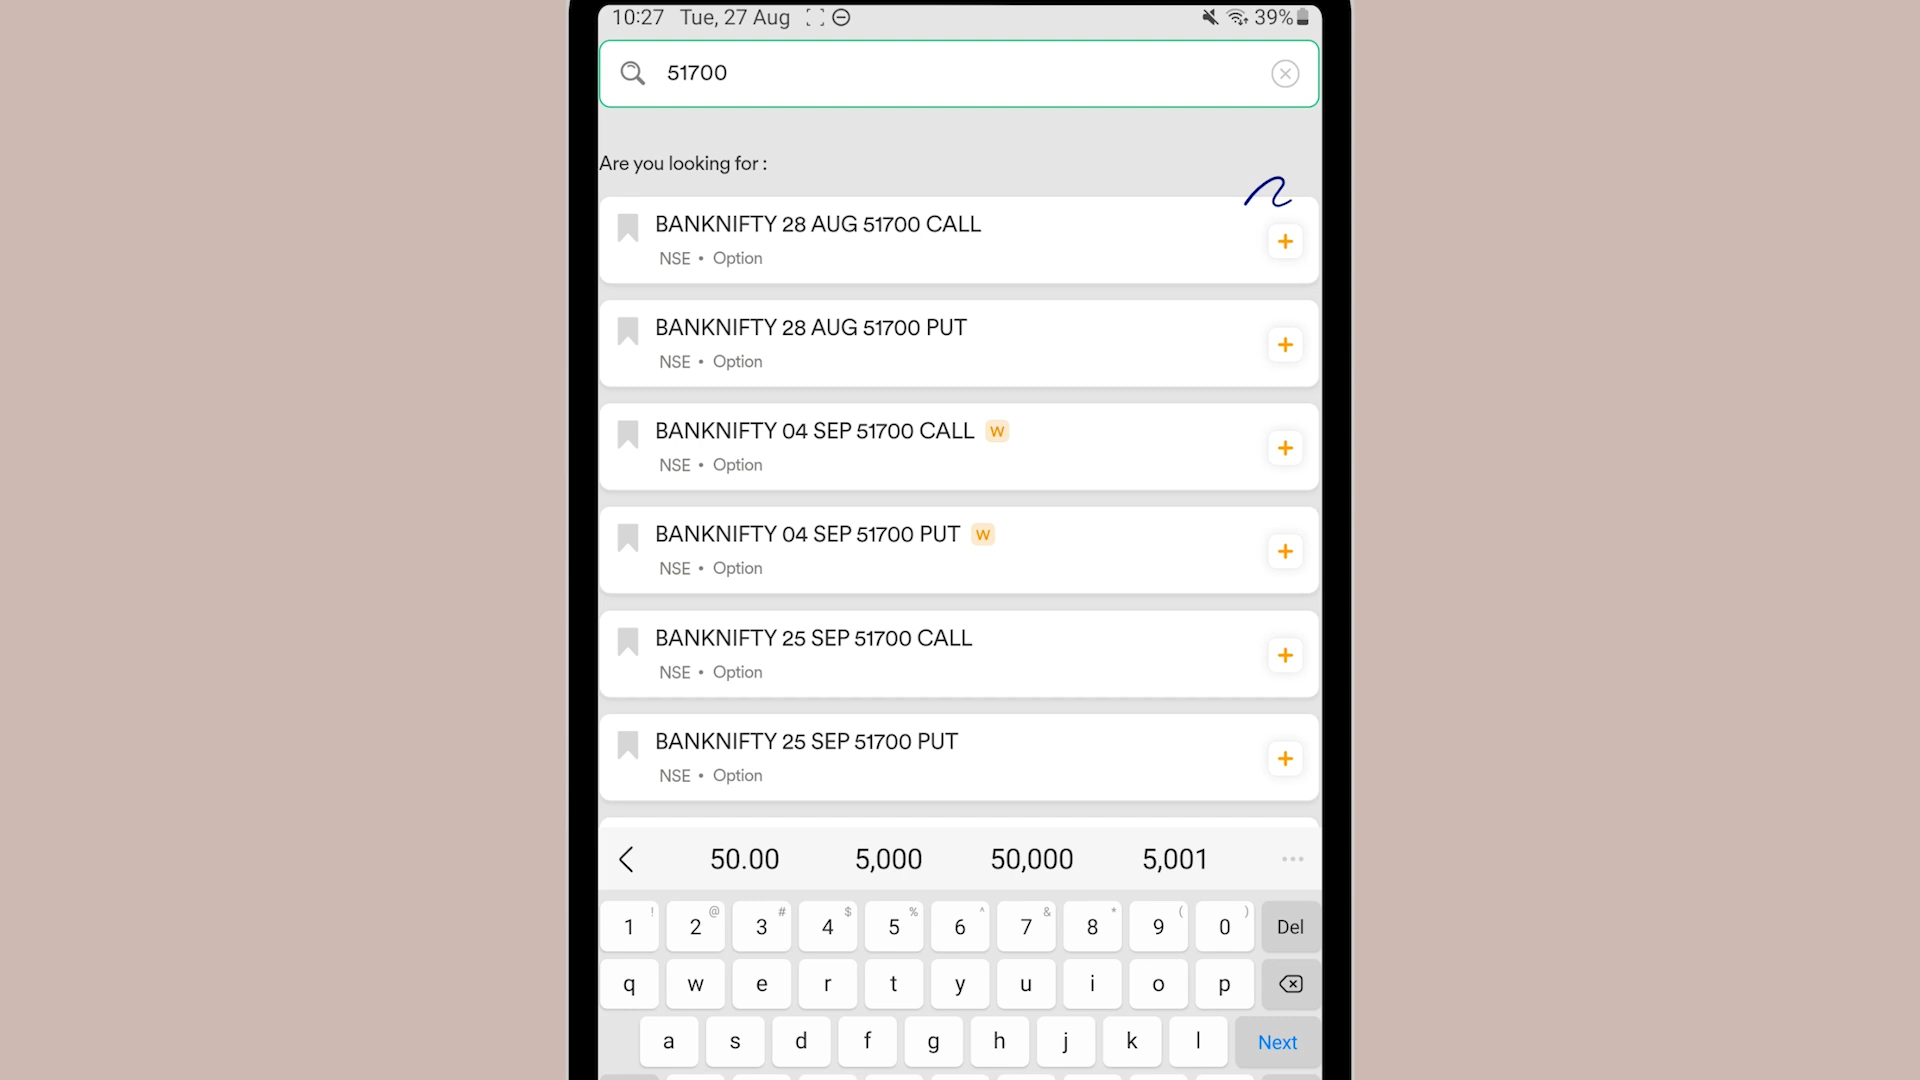 10:27 Tue, 27 Aug 39%
51700
Are you looking for :
BANKNIFTY 28 AUG 51700 CALL
NSE • Option
BANKNIFTY 28 AUG 51700 PUT
NSE • Option
BANKNIFTY 04 SEP 51700 CALL W
NSE • Option
BANKNIFTY 04 SEP 51700 PUT W
NSE • Option
BANKNIFTY 25 SEP 51700 CALL
NSE • Option
BANKNIFTY 25 SEP 51700 PUT
NSE • Option
50.00 5,000 50,000 5,001 ...
! @ # $ % ^ & * ( )
1 2 3 4 5 6 7 8 9 0 Del
q w e r t y u i o p
a s d f g h j k l Next